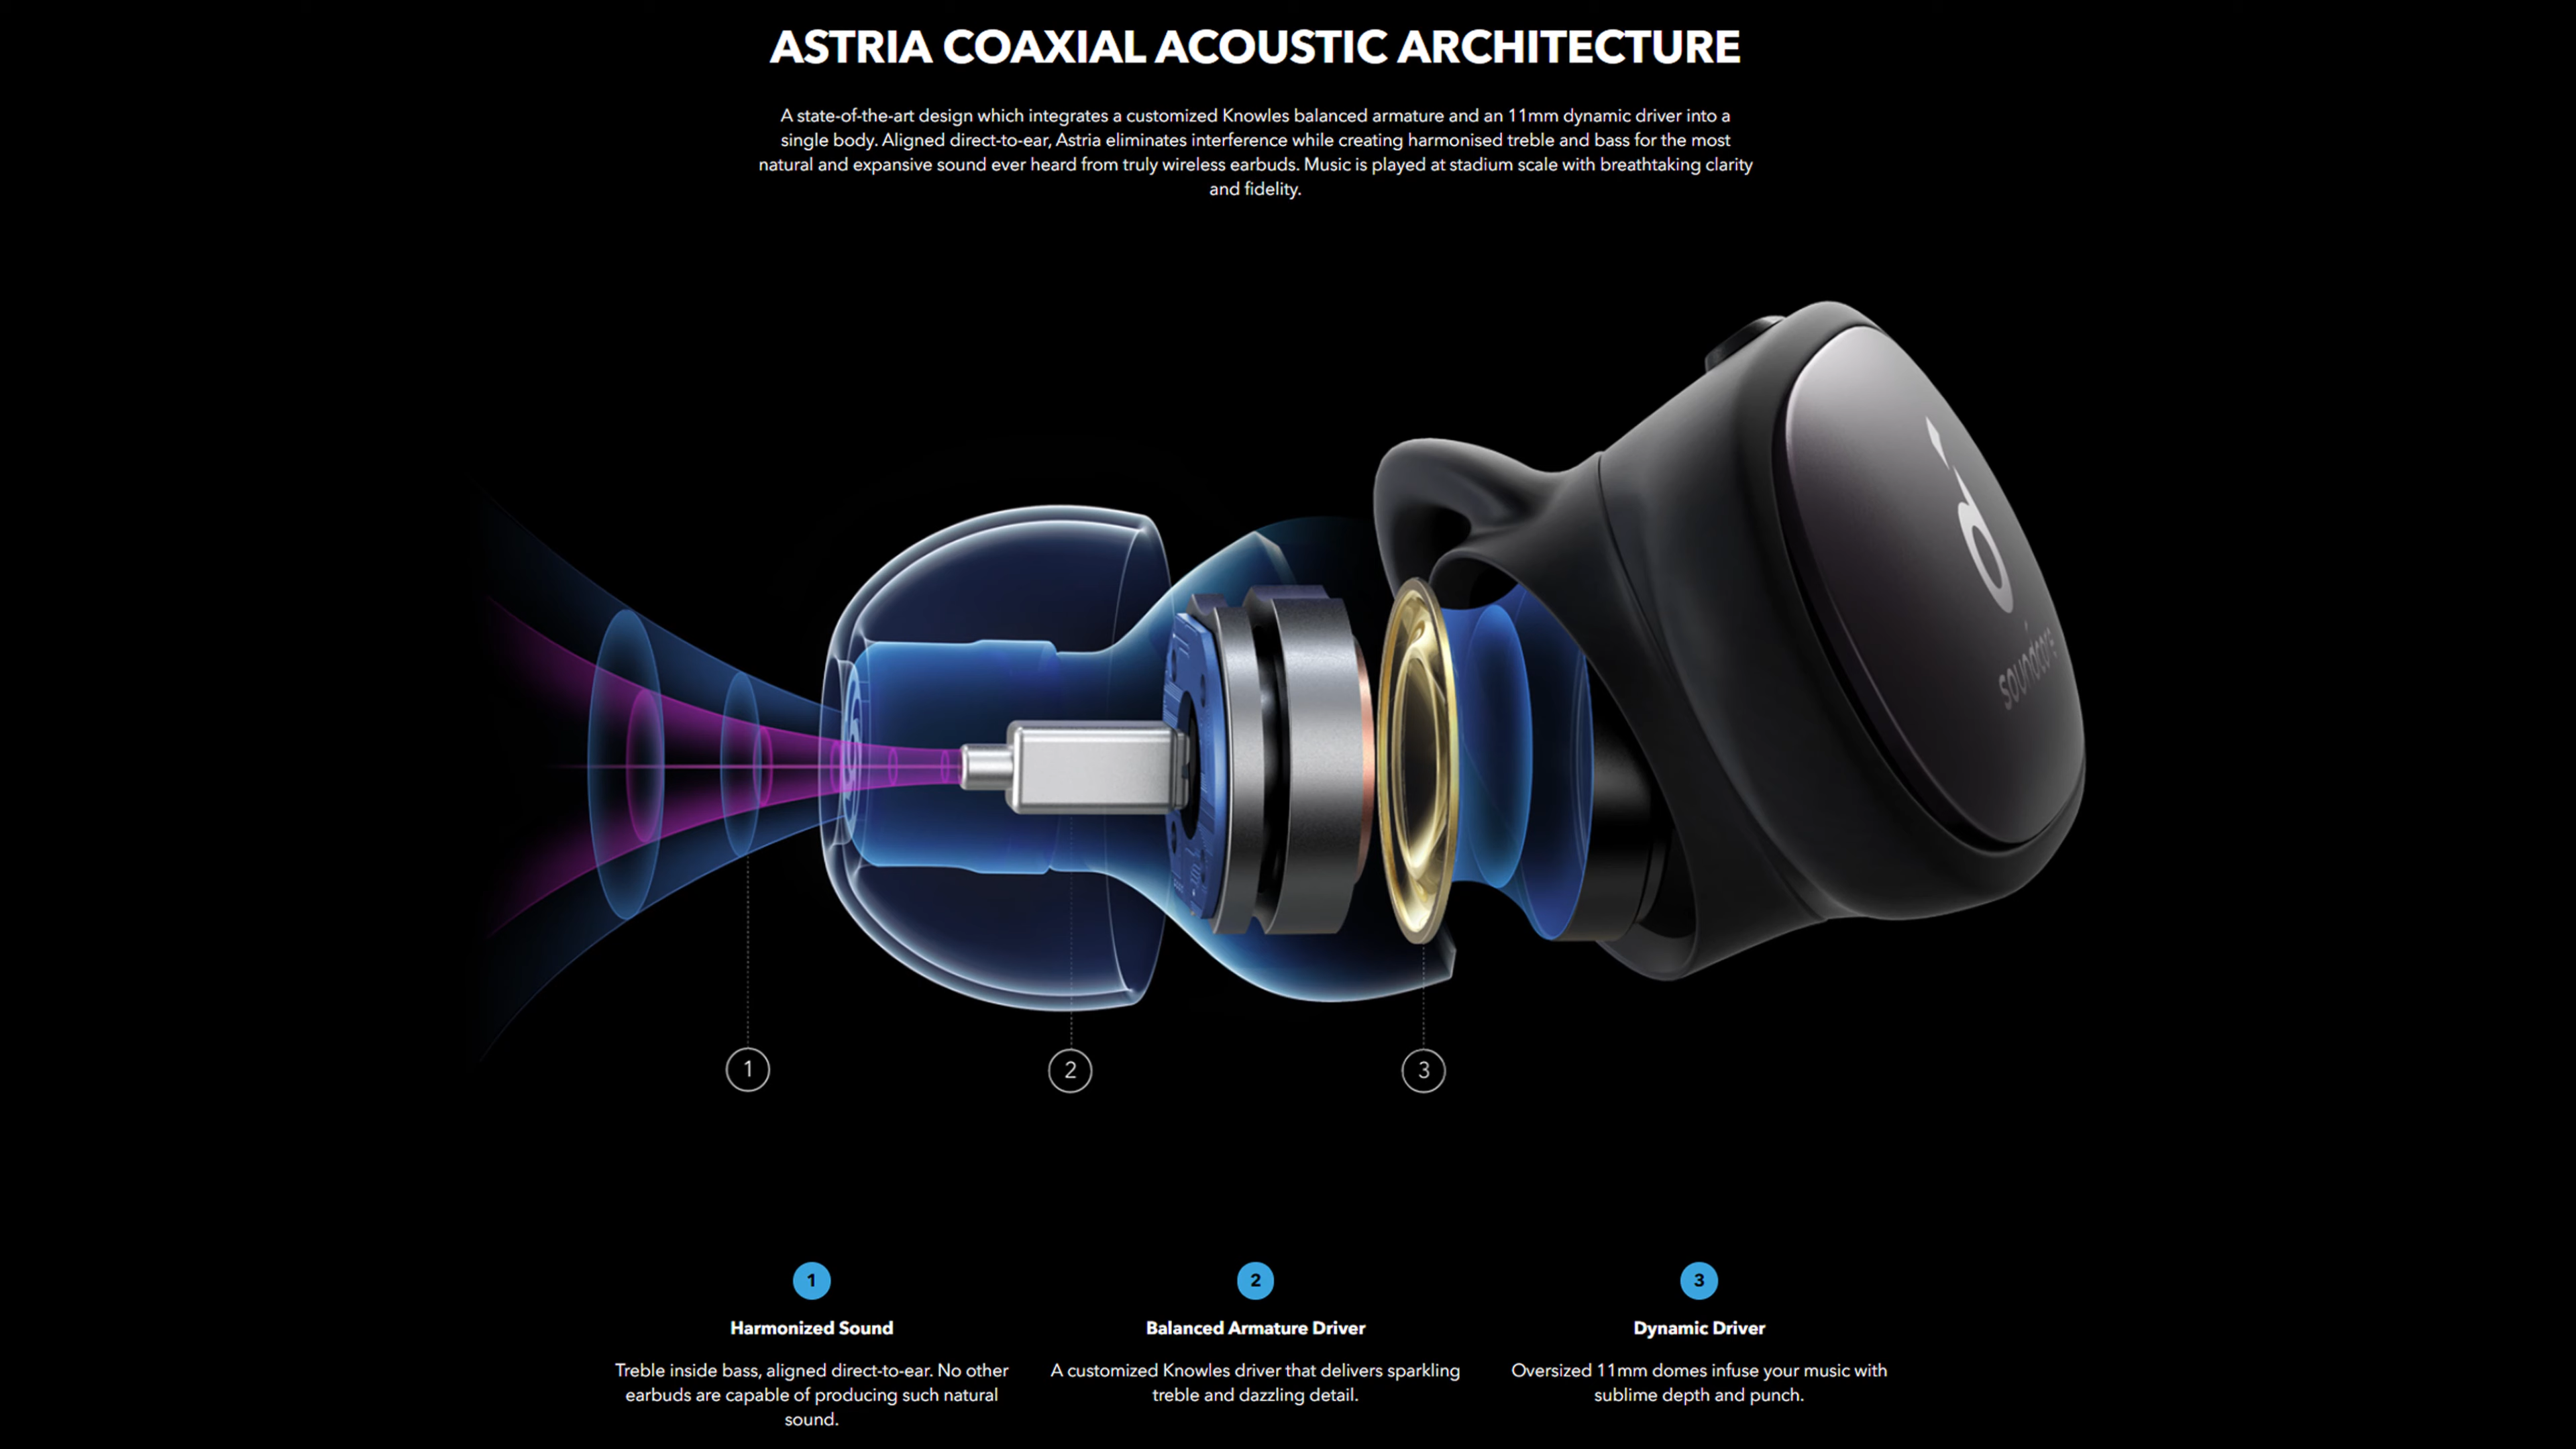 ASTRIA COAXIAL ACOUSTIC ARCHITECTURE
A state-of-the-art design which integrates a customized Knowles balanced armature and an 11mm dynamic driver into a
single body. Aligned direct-to-ear, Astria eliminates interference while creating harmonised treble and bass for the most
natural and expansive sound ever heard from truly wireless earbuds. Music is played at stadium scale with breathtaking clarity
and fidelity.
soundcore
1
2
3
1
Harmonized Sound
Treble inside bass, aligned direct-to-ear. No other
earbuds are capable of producing such natural
sound.
2
Balanced Armature Driver
A customized Knowles driver that delivers sparkling
treble and dazzling detail.
3
Dynamic Driver
Oversized 11mm domes infuse your music with
sublime depth and punch.